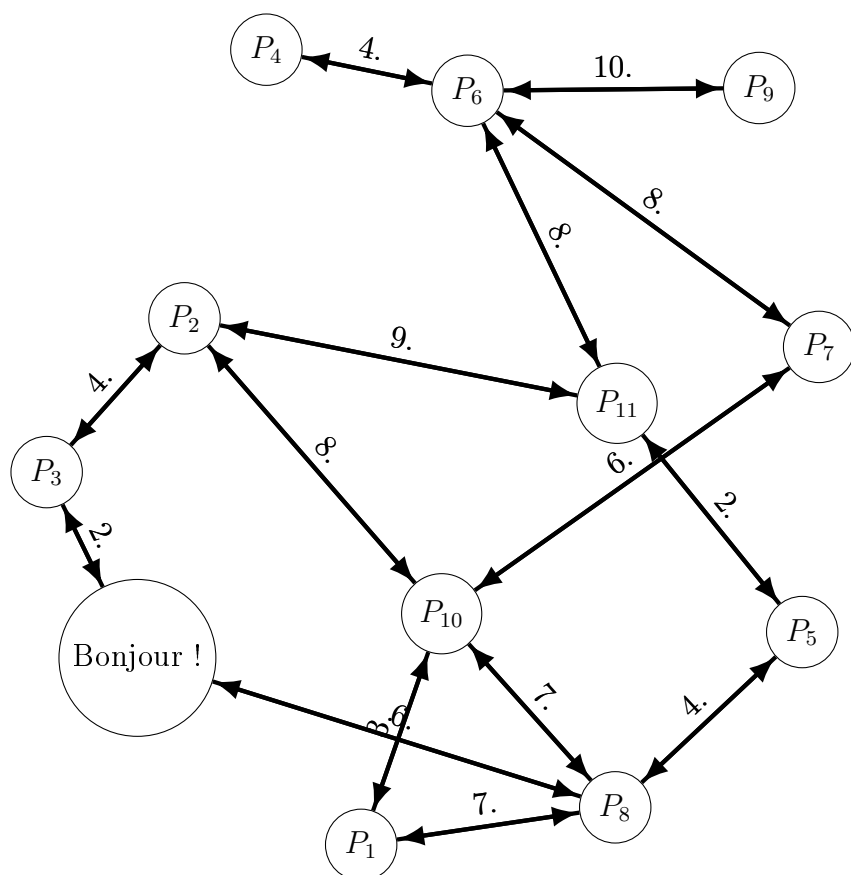 P₄
4.
10.
P₆
P₉
8.
8.
P₂
9.
P₇
4.
P₁₁
8.
6.
P₃
2.
2.
P₁₀
P₅
Bonjour !
7.
4.
3.
6.
7.
P₈
P₁